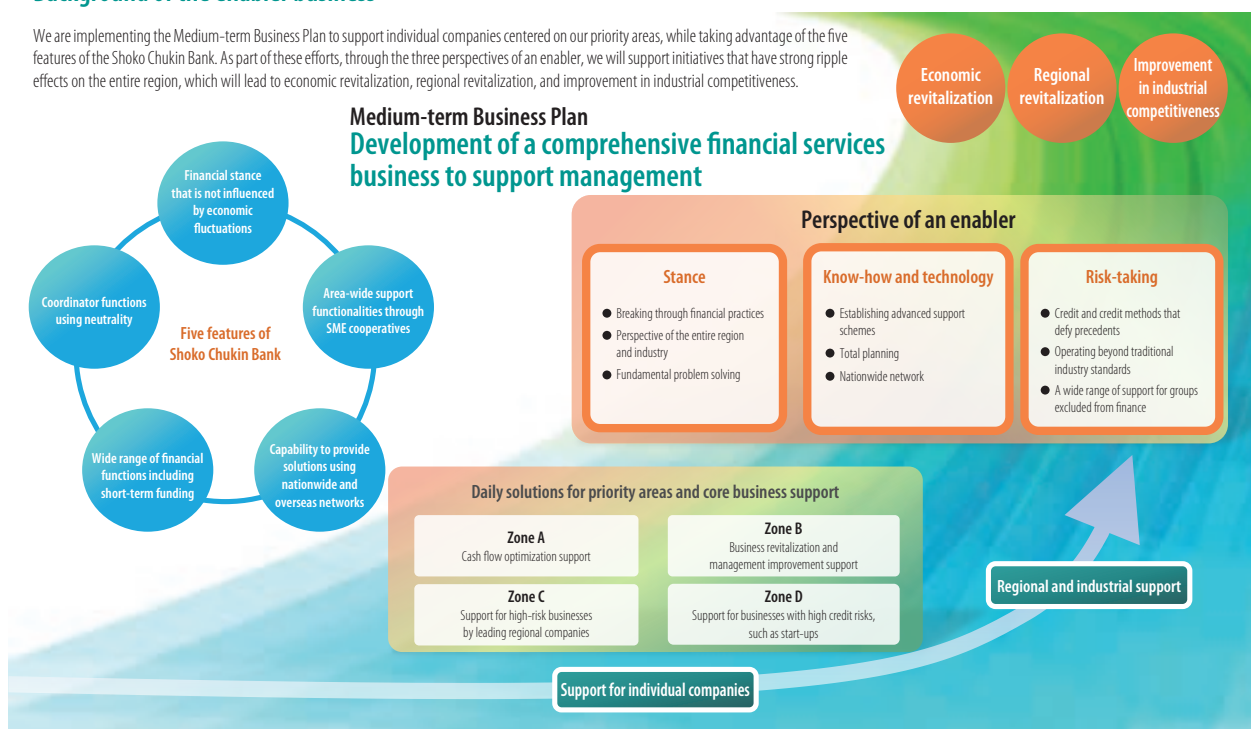 Background of the enabler business
We are implementing the Medium-term Business Plan to support individual companies centered on our priority areas, while taking advantage of the five
features of the Shoko Chukin Bank. As part of these efforts, through the three perspectives of an enabler, we will support initiatives that have strong ripple
effects on the entire region, which will lead to economic revitalization, regional revitalization, and improvement in industrial competitiveness.
Economic
revitalization
Regional
revitalization
Improvement
in industrial
competitiveness
Medium-term Business Plan
Development of a comprehensive financial services
business to support management
Financial stance
that is not influenced
by economic
fluctuations
Coordinator functions
using neutrality
Area-wide support
functionalities through
SME cooperatives
Five features of
Shoko Chukin Bank
Wide range of financial
functions including
short-term funding
Capability to provide
solutions using
nationwide and
overseas networks
Perspective of an enabler
Stance
● Breaking through financial practices
● Perspective of the entire region
and industry
● Fundamental problem solving
Know-how and technology
● Establishing advanced support
schemes
● Total planning
● Nationwide network
Risk-taking
● Credit and credit methods that
defy precedents
● Operating beyond traditional
industry standards
● A wide range of support for groups
excluded from finance
Daily solutions for priority areas and core business support
Zone A
Cash flow optimization support
Zone B
Business revitalization and
management improvement support
Zone C
Support for high-risk businesses
by leading regional companies
Zone D
Support for businesses with high credit risks,
such as start-ups
Regional and industrial support
Support for individual companies